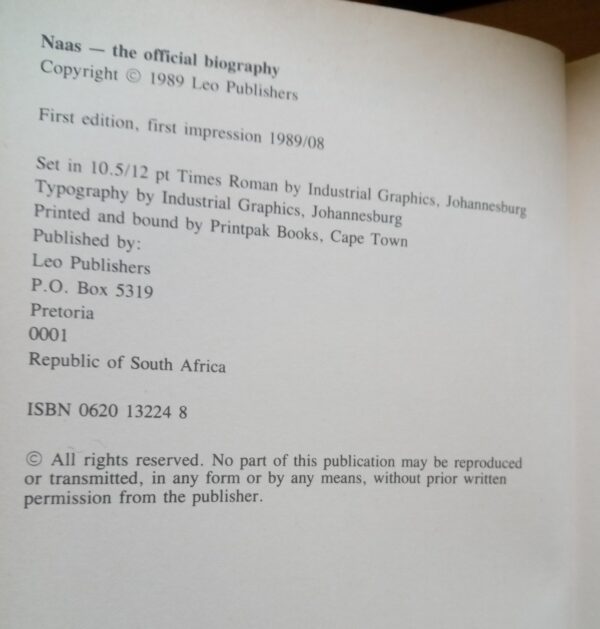 Naas — the official biography
Copyright © 1989 Leo Publishers
First edition, first impression 1989/08
Set in 10.5/12 pt Times Roman by Industrial Graphics, Johannesburg
Typography by Industrial Graphics, Johannesburg
Printed and bound by Printpak Books, Cape Town
Published by:
Leo Publishers
P.O. Box 5319
Pretoria
0001
Republic of South Africa
ISBN 0620 13224 8
© All rights reserved. No part of this publication may be reproduced
or transmitted, in any form or by any means, without prior written
permission from the publisher.